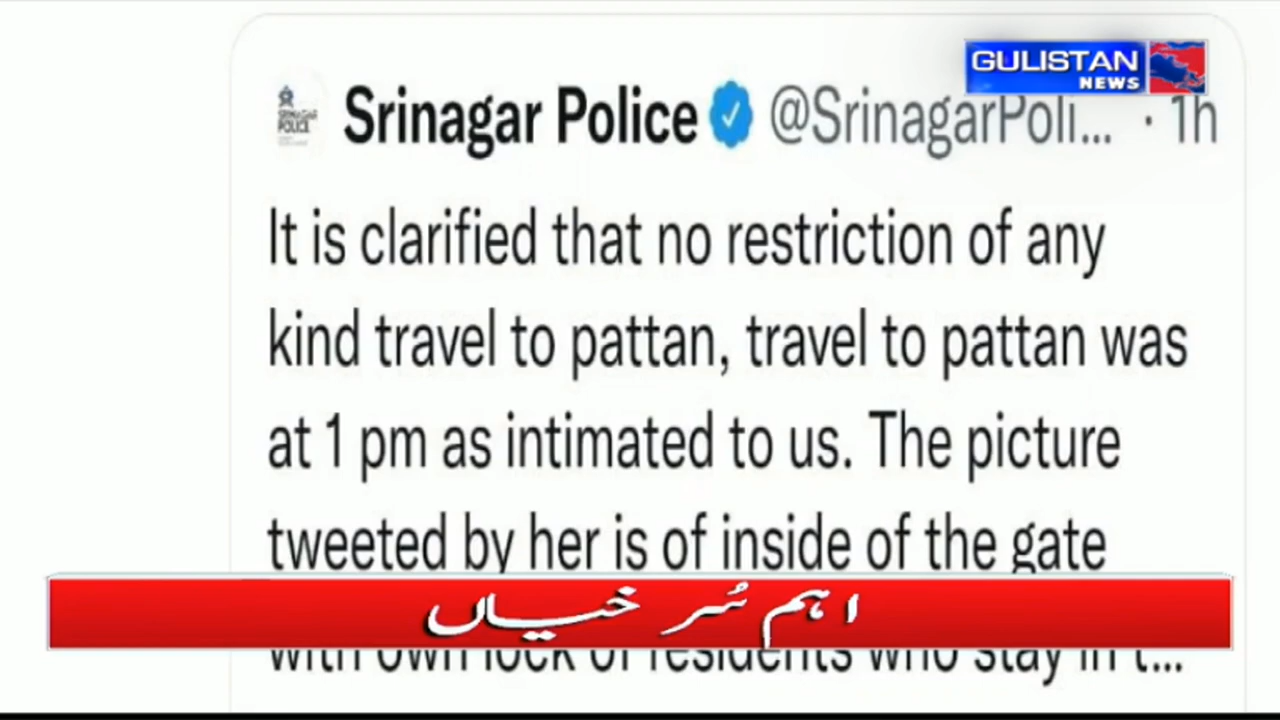 GULISTAN
NEWS
SRINAGAR
POLICE
Srinagar Police @SrinagarPoli... · 1h
It is clarified that no restriction of any
kind travel to pattan, travel to pattan was
at 1 pm as intimated to us. The picture
tweeted by her is of inside of the gate
اہم سُرخیاں
with own lock of residents who stay in t...